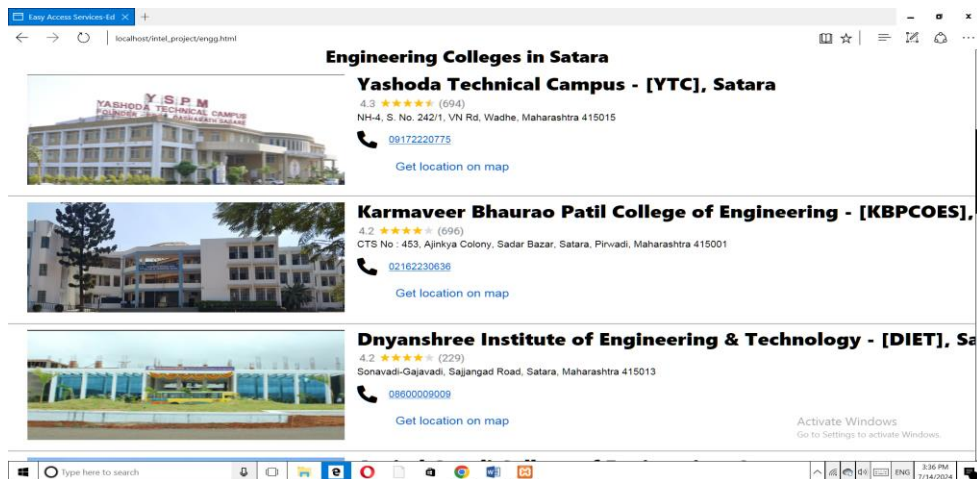 Easy Access Services-Ed
localhost/intel_project/engg.html
Engineering Colleges in Satara
Y S P M
YASHODA TECHNICAL CAMPUS
Yashoda Technical Campus - [YTC], Satara
4.3 (694)
NH-4, S. No. 242/1, VN Rd, Wadhe, Maharashtra 415015
09172220775
Get location on map
Karmaveer Bhaurao Patil College of Engineering - [KBPCOES],
4.2 (696)
CTS No : 453, Ajinkya Colony, Sadar Bazar, Satara, Pirwadi, Maharashtra 415001
02162230636
Get location on map
Dnyanshree Institute of Engineering & Technology - [DIET], Sa
4.2 (229)
Sonavadi-Gajavadi, Sajjangad Road, Satara, Maharashtra 415013
08600009009
Get location on map
Activate Windows
Go to Settings to activate Windows.
Type here to search
ENG
3:36 PM
7/14/2024